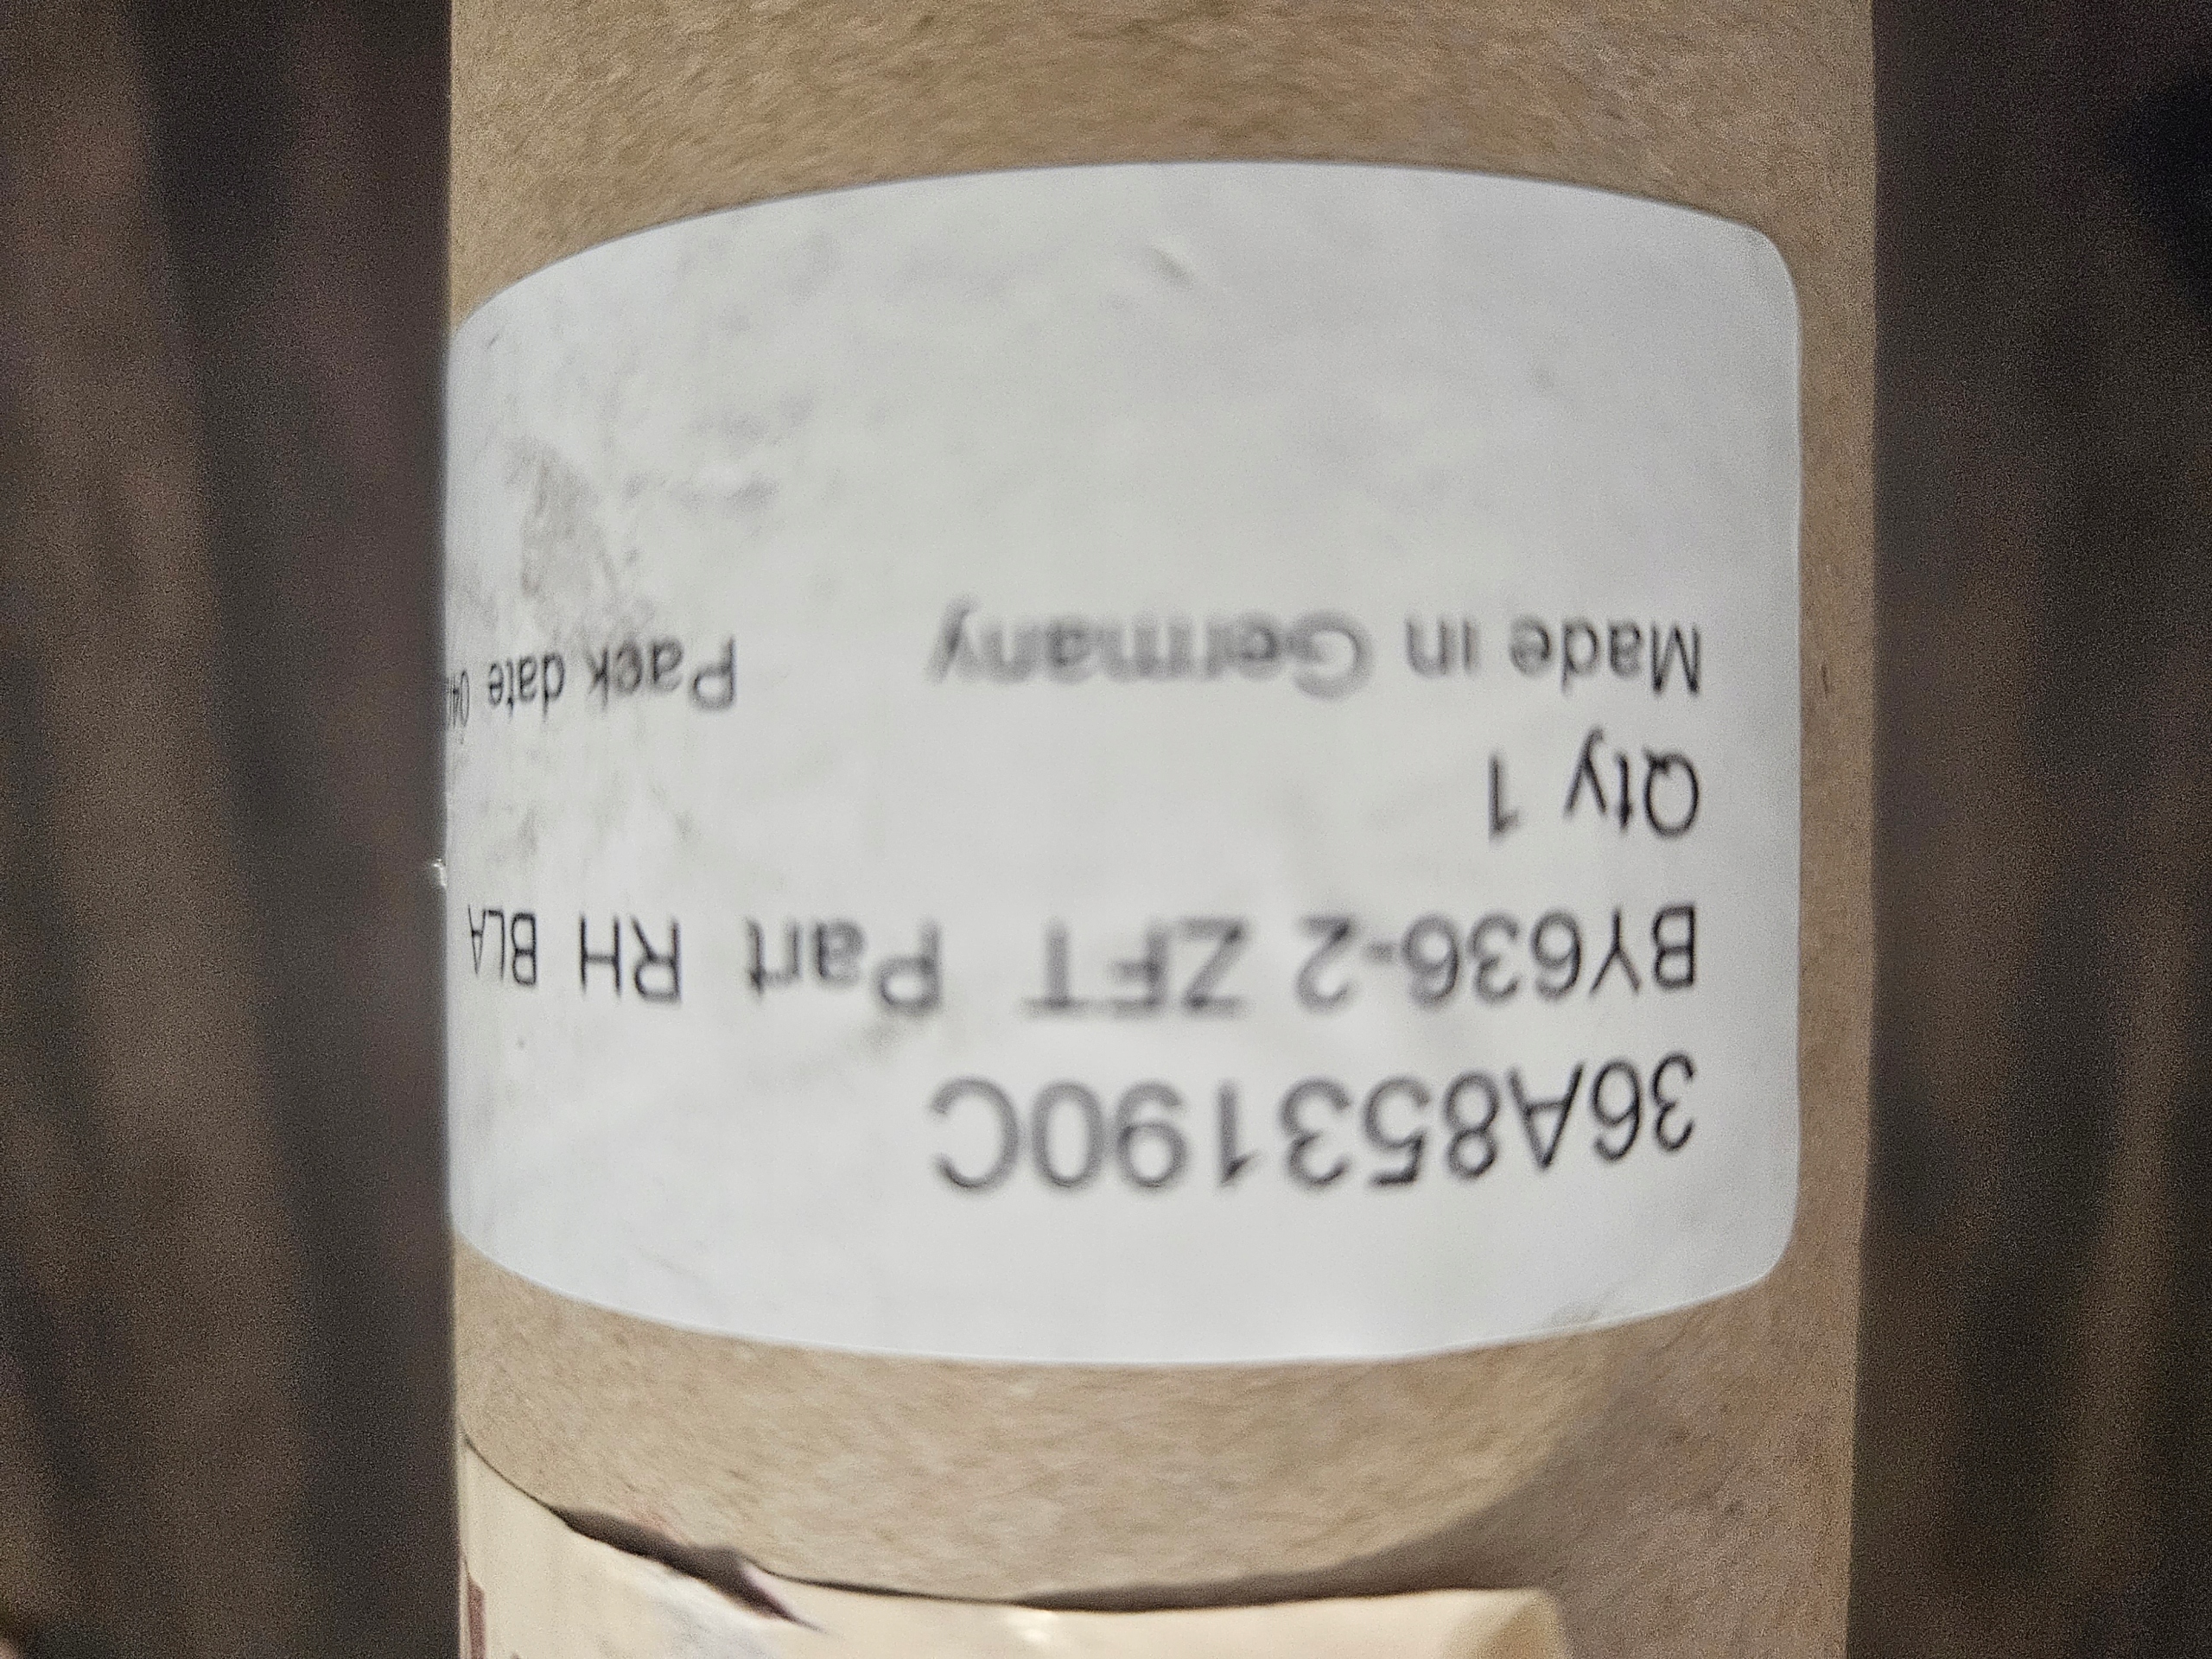 36A853190C
BY636-2 ZFT Part RH BLA
Qty 1
Made in Germany Pack date